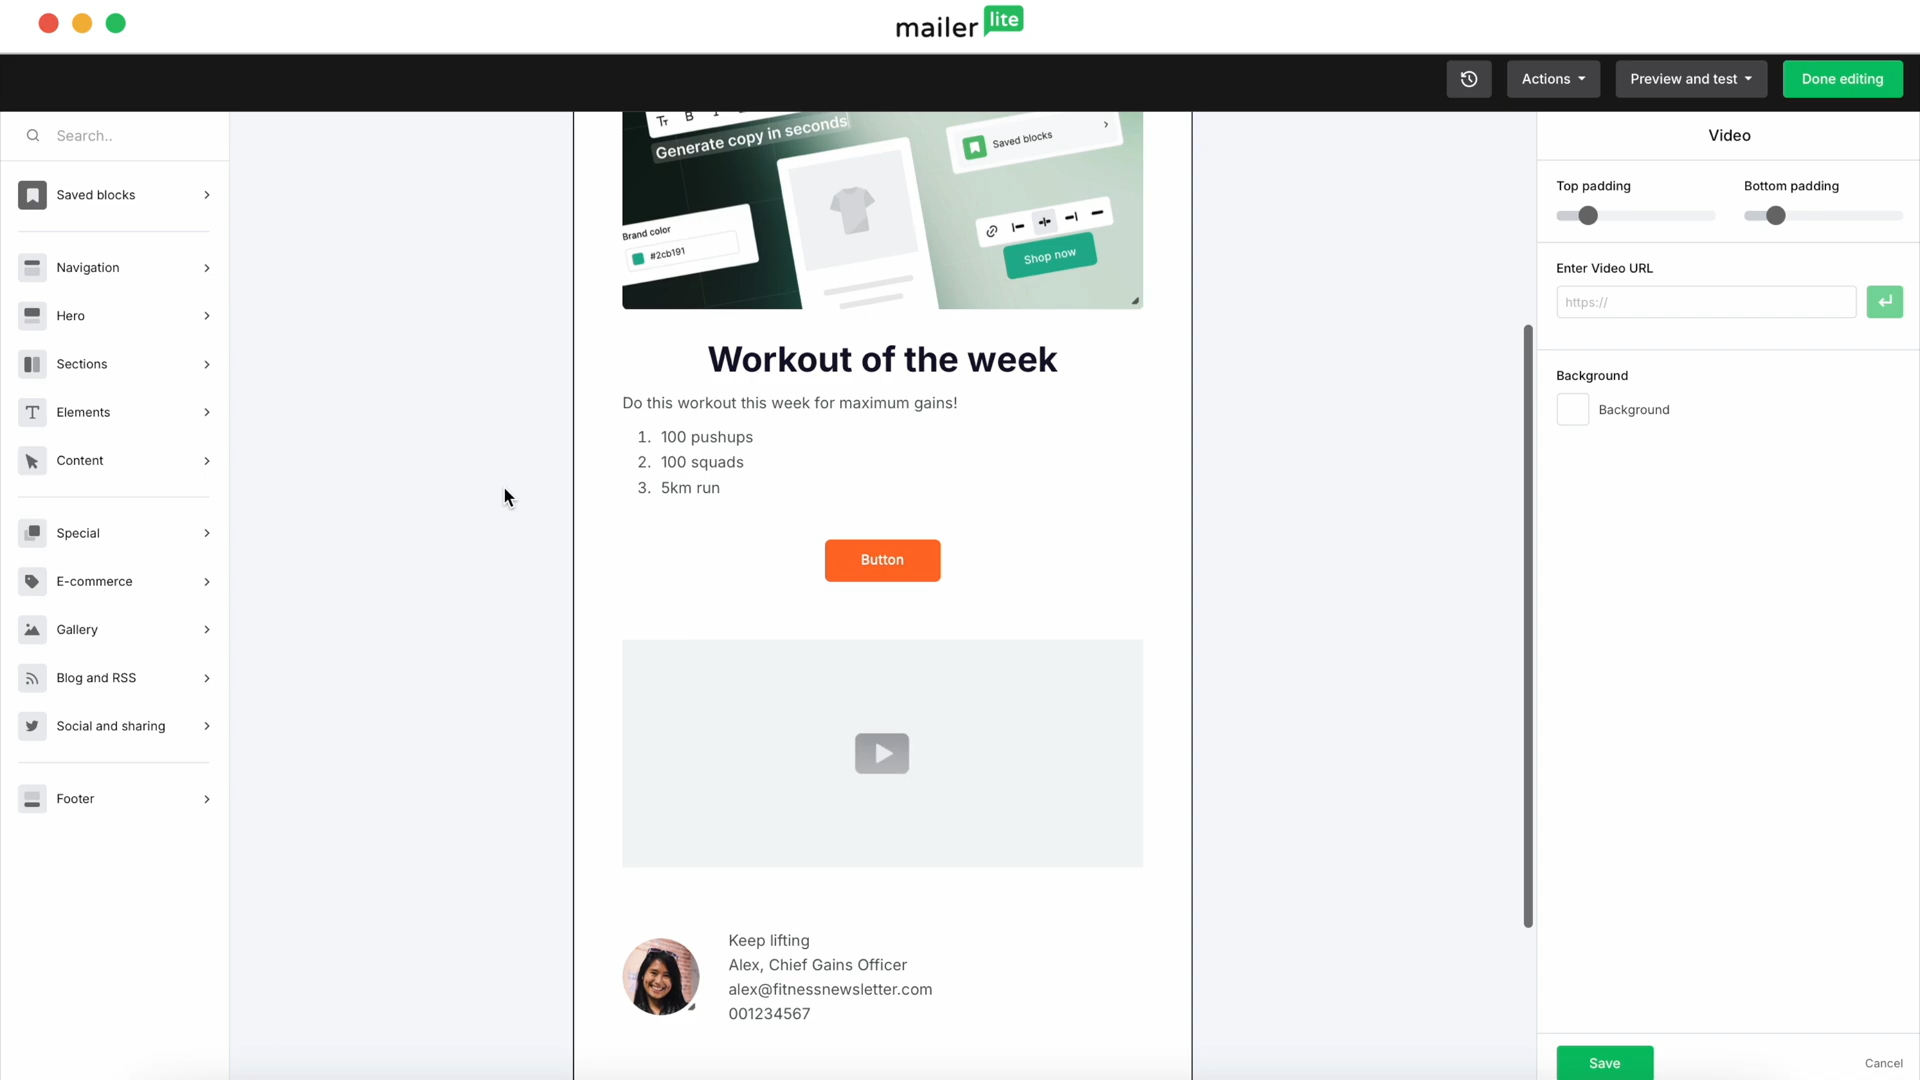 mailer lite
Actions
Preview and test
Done editing
Search..
Saved blocks
Navigation
Hero
Sections
Elements
Content
Special
E-commerce
Gallery
Blog and RSS
Social and sharing
Footer
Tт B
Generate copy in seconds
Saved blocks
Brand color
#2cb191
Shop now
Workout of the week
Do this workout this week for maximum gains!
1. 100 pushups
2. 100 squads
3. 5km run
Button
Keep lifting
Alex, Chief Gains Officer
alex@fitnessnewsletter.com
001234567
Video
Top padding
Bottom padding
Enter Video URL
https://
Background
Background
Save
Cancel